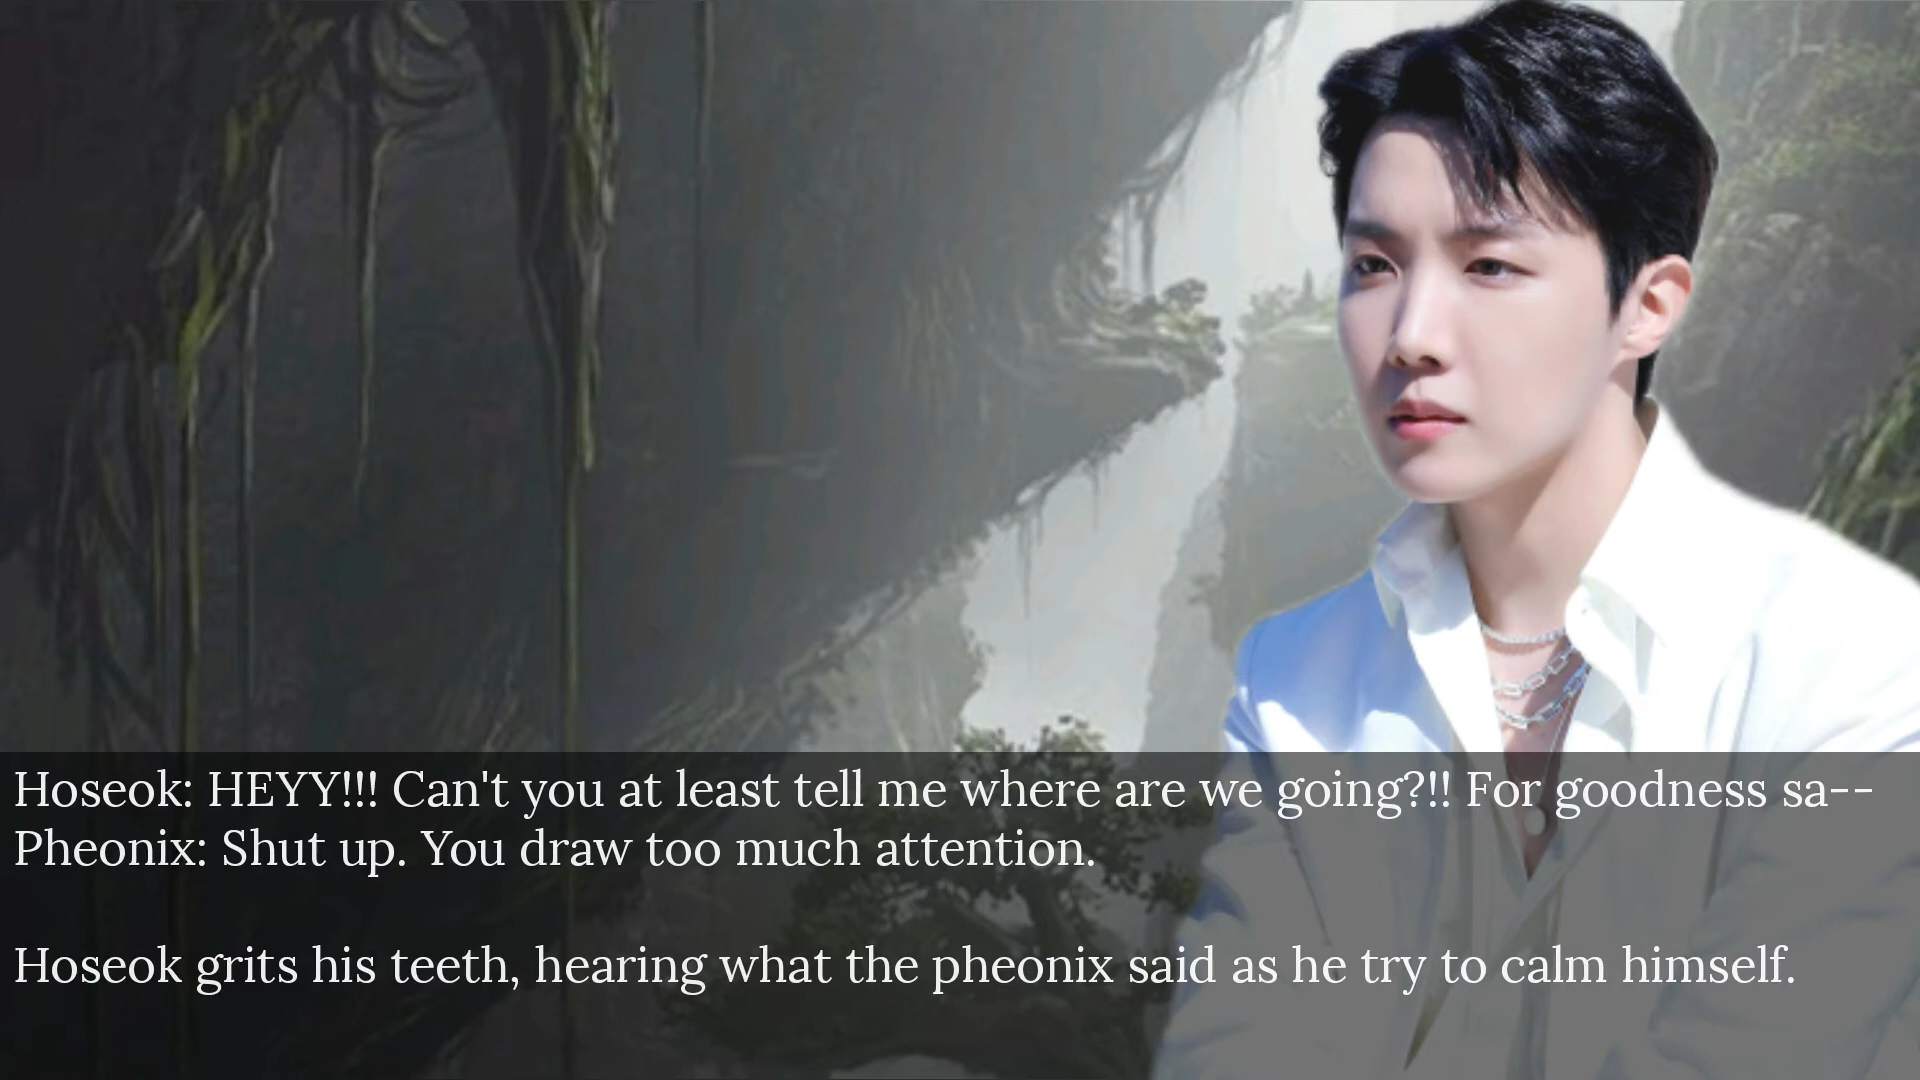 Hoseok: HEYY!!! Can't you at least tell me where are we going?!! For goodness sa--
Pheonix: Shut up. You draw too much attention.
Hoseok grits his teeth, hearing what the pheonix said as he try to calm himself.